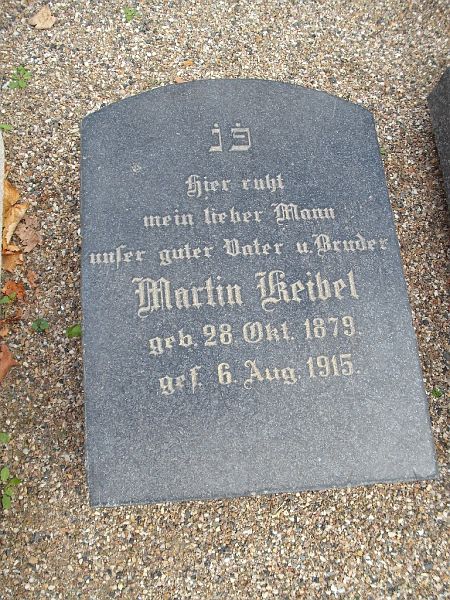 פ̇נ̇
Hier ruht
mein lieber Mann
unser guter Vater u. Bruder
Martin Keibel
geb. 28. Okt. 1879.
gef. 6. Aug. 1915.